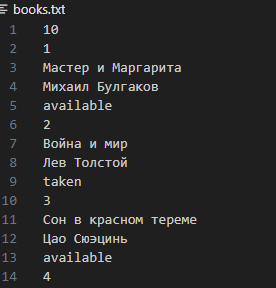 books.txt
1 10
2 1
3 Мастер и Маргарита
4 Михаил Булгаков
5 available
6 2
7 Война и мир
8 Лев Толстой
9 taken
10 3
11 Сон в красном тереме
12 Цао Сюэцинь
13 available
14 4